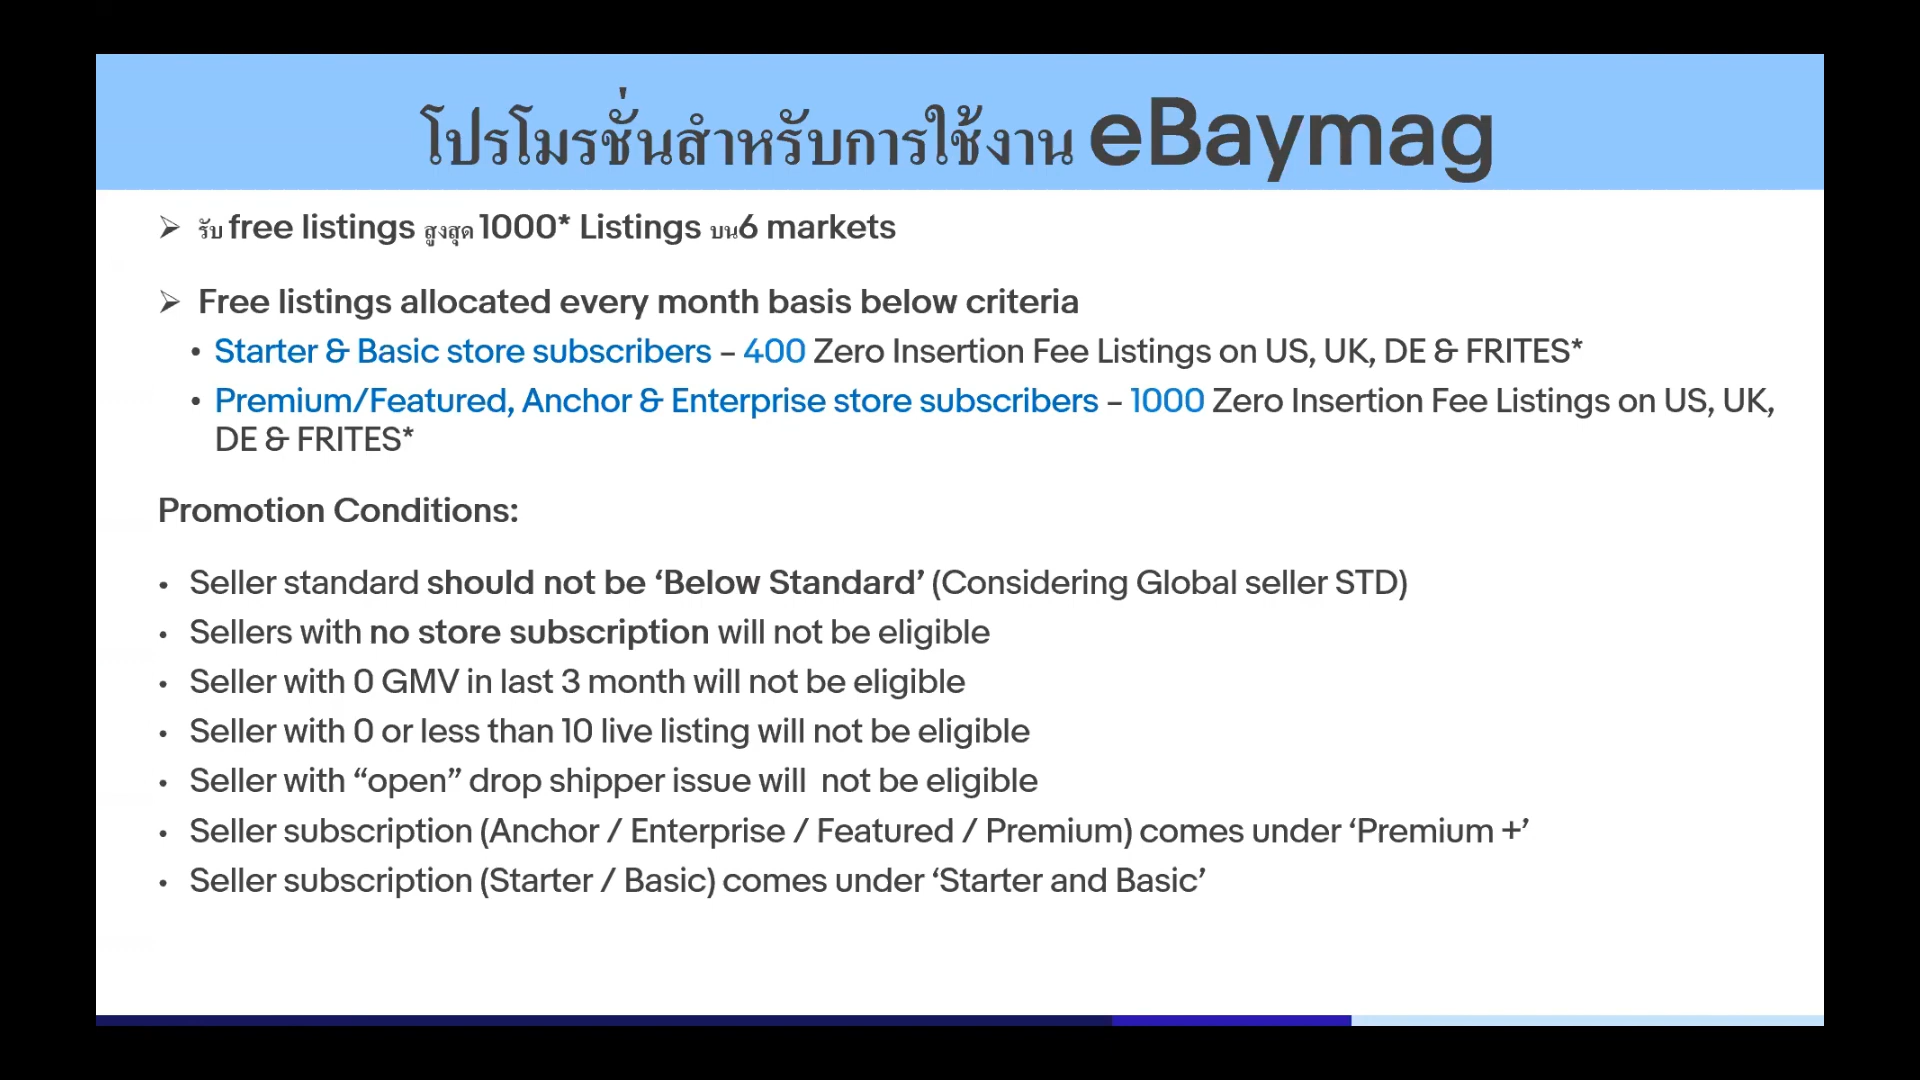 โปรโมรชั่นสำหรับการใช้งาน eBaymag
➢ รับ free listings สูงสุด 1000* Listings บน6 markets
➢ Free listings allocated every month basis below criteria
• Starter & Basic store subscribers – 400 Zero Insertion Fee Listings on US, UK, DE & FRITES*
• Premium/Featured, Anchor & Enterprise store subscribers – 1000 Zero Insertion Fee Listings on US, UK,
DE & FRITES*
Promotion Conditions:
• Seller standard should not be ‘Below Standard’ (Considering Global seller STD)
• Sellers with no store subscription will not be eligible
• Seller with 0 GMV in last 3 month will not be eligible
• Seller with 0 or less than 10 live listing will not be eligible
• Seller with “open” drop shipper issue will  not be eligible
• Seller subscription (Anchor / Enterprise / Featured / Premium) comes under ‘Premium +’
• Seller subscription (Starter / Basic) comes under ‘Starter and Basic’